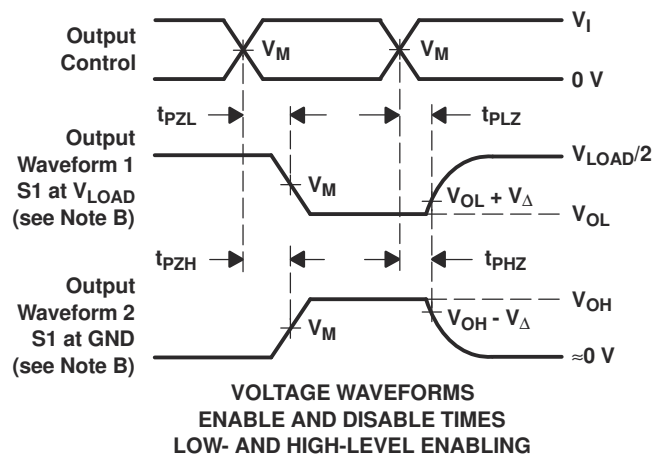 Output
Control
V_M
V_M
V_I
0 V
t_PZL
t_PLZ
Output
Waveform 1
S1 at V_LOAD
(see Note B)
V_M
V_LOAD/2
V_OL + V_Δ
V_OL
t_PZH
t_PHZ
Output
Waveform 2
S1 at GND
(see Note B)
V_M
V_OH
V_OH - V_Δ
≈0 V
VOLTAGE WAVEFORMS
ENABLE AND DISABLE TIMES
LOW- AND HIGH-LEVEL ENABLING